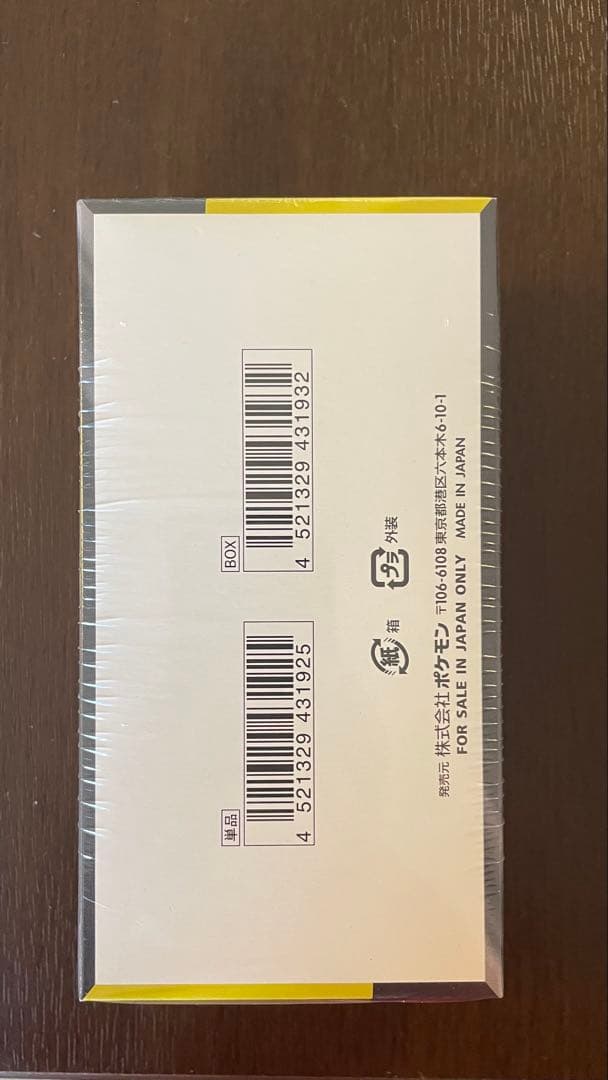 単品
4 521329 431925
BOX
4 521329 431932
紙 箱
プラ 外装
発売元 株式会社ポケモン 〒106-6108 東京都港区六本木6-10-1
FOR SALE IN JAPAN ONLY MADE IN JAPAN